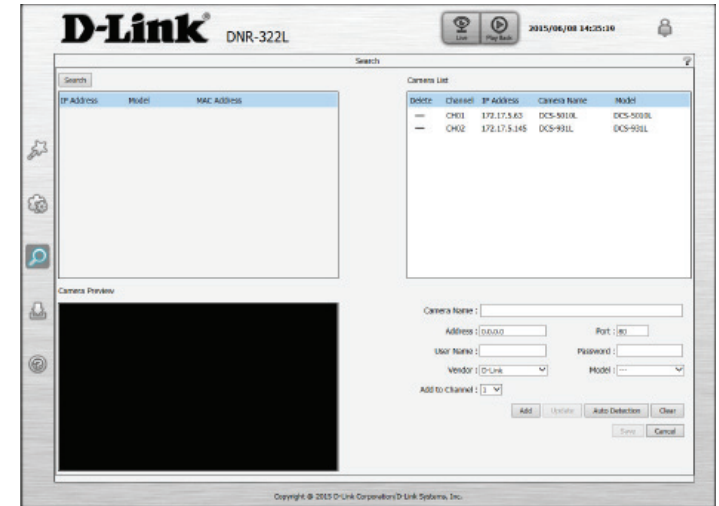 D-Link DNR-322L
Live Play Back 2015/06/08 14:35:10
Search ?
Search
IP Address Model MAC Address
Camera List
Delete Channel IP Address Camera Name Model
— CH01 172.17.5.63 DCS-5010L DCS-5010L
— CH02 172.17.5.145 DCS-931L DCS-931L
Camera Preview
Camera Name :
Address : 0.0.0.0 Port : 80
User Name : Password :
Vendor : D-Link Model : ---
Add to Channel : 1
Add Update Auto Detection Clear
Save Cancel
Copyright @ 2015 D-Link Corporation/D-Link Systems, Inc.